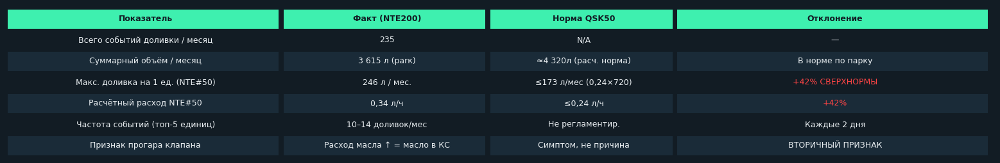 Показатель Факт (NTE200) Норма QSK50 Отклонение
Всего событий доливки / месяц 235 N/A —
Суммарный объём / месяц 3 615 л (рагк) ≈4 320л (расч. норма) В норме по парку
Макс. доливка на 1 ед. (NTE#50) 246 л / мес. ≤173 л/мес (0,24×720) +42% СВЕРХНОРМЫ
Расчётный расход NTE#50 0,34 л/ч ≤0,24 л/ч +42%
Частота событий (топ-5 единиц) 10–14 доливок/мес Не регламентир. Каждые 2 дня
Признак прогара клапана Расход масла ↑ = масло в КС Симптом, не причина ВТОРИЧНЫЙ ПРИЗНАК